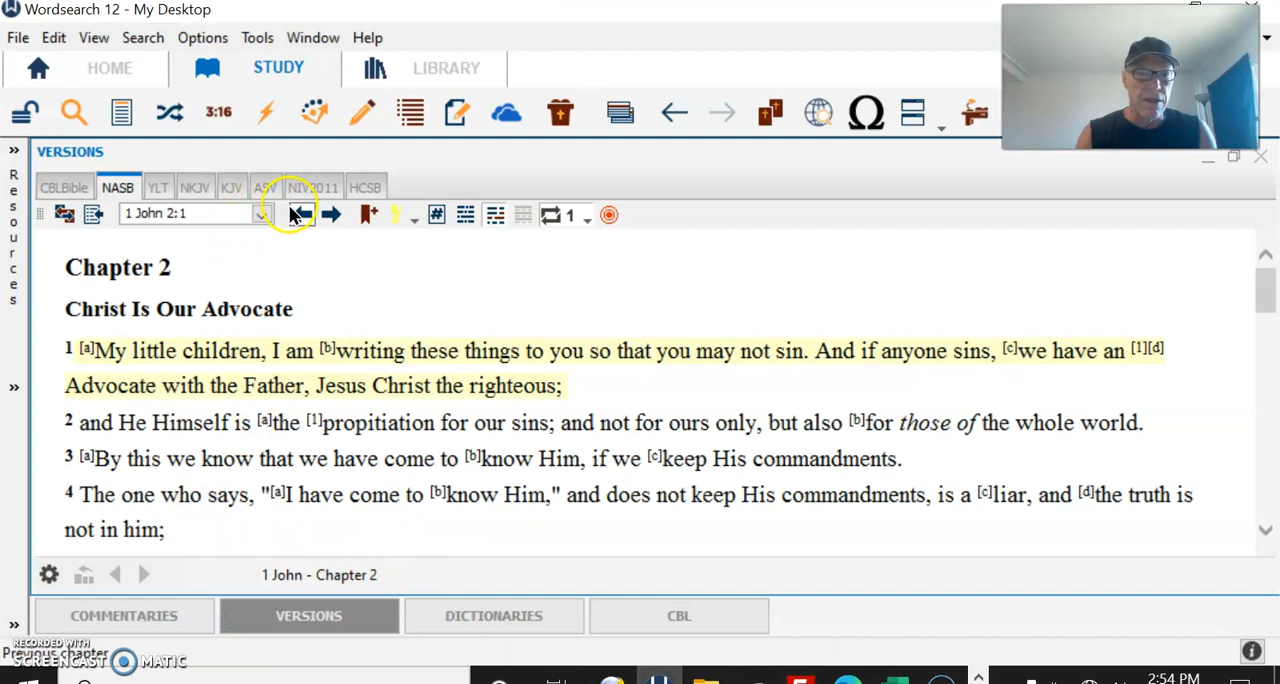 Wordsearch 12 - My Desktop
File Edit View Search Options Tools Window Help
HOME STUDY LIBRARY
3:16 Ω
VERSIONS
CBLBible NASB YLT NKJV KJV ASV NIV2011 HCSB
1 John 2:1 # 1
Resources
Chapter 2
Christ Is Our Advocate
1 [a]My little children, I am [b]writing these things to you so that you may not sin. And if anyone sins, [c]we have an [1][d]
Advocate with the Father, Jesus Christ the righteous;
2 and He Himself is [a]the [1]propitiation for our sins; and not for ours only, but also [b]for those of the whole world.
3 [a]By this we know that we have come to [b]know Him, if we [c]keep His commandments.
4 The one who says, "[a]I have come to [b]know Him," and does not keep His commandments, is a [c]liar, and [d]the truth is
not in him;
1 John - Chapter 2
COMMENTARIES VERSIONS DICTIONARIES CBL
RECORDED WITH
Previous chapter
SCREENCAST MATIC
2:54 PM